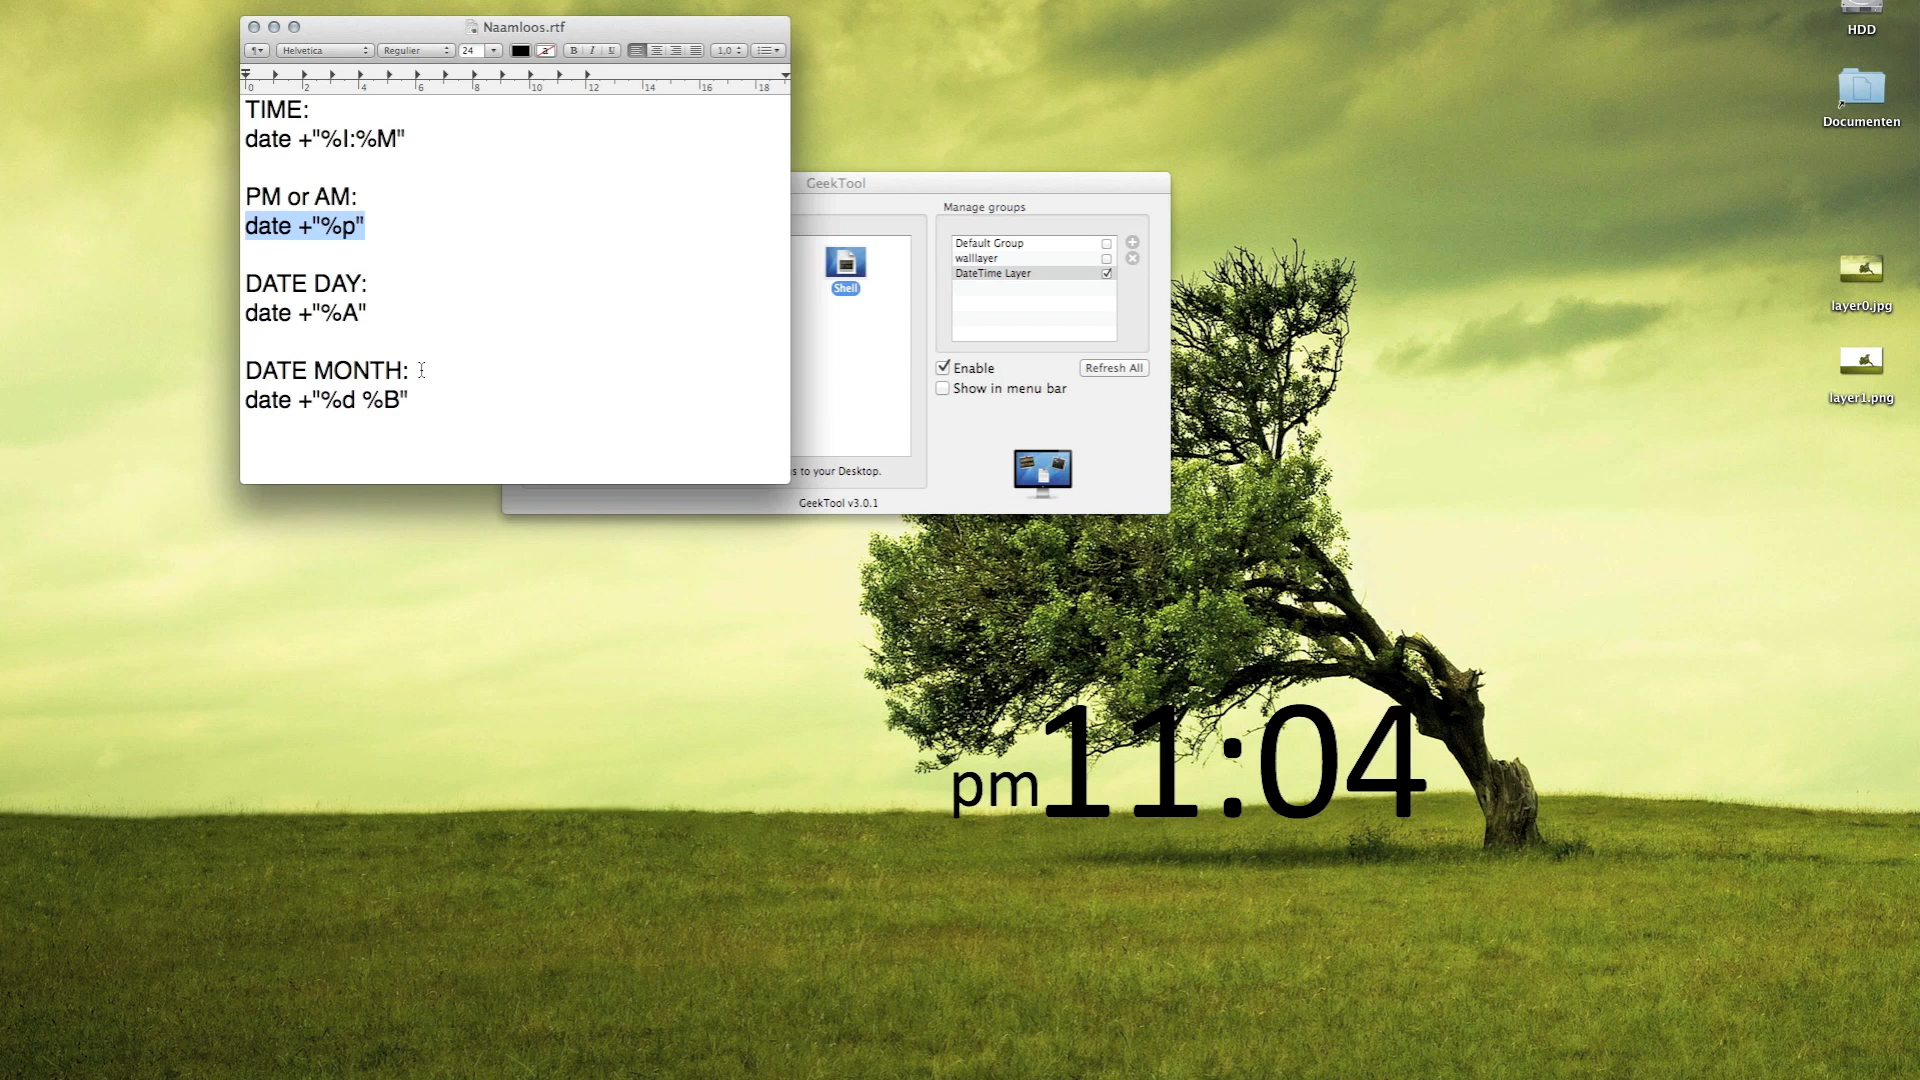 Naamloos.rtf
Helvetica Regulier 24 a B I U 1,0
0 2 4 6 8 10 12 14 16 18
TIME:
date +"%I:%M"
PM or AM:
date +"%p"
DATE DAY:
date +"%A"
DATE MONTH:
date +"%d %B"
GeekTool
Manage groups
Shell
Default Group
walllayer
DateTime Layer
Enable
Refresh All
Show in menu bar
s to your Desktop.
GeekTool v3.0.1
HDD
Documenten
layer0.jpg
layer1.png
pm11:04